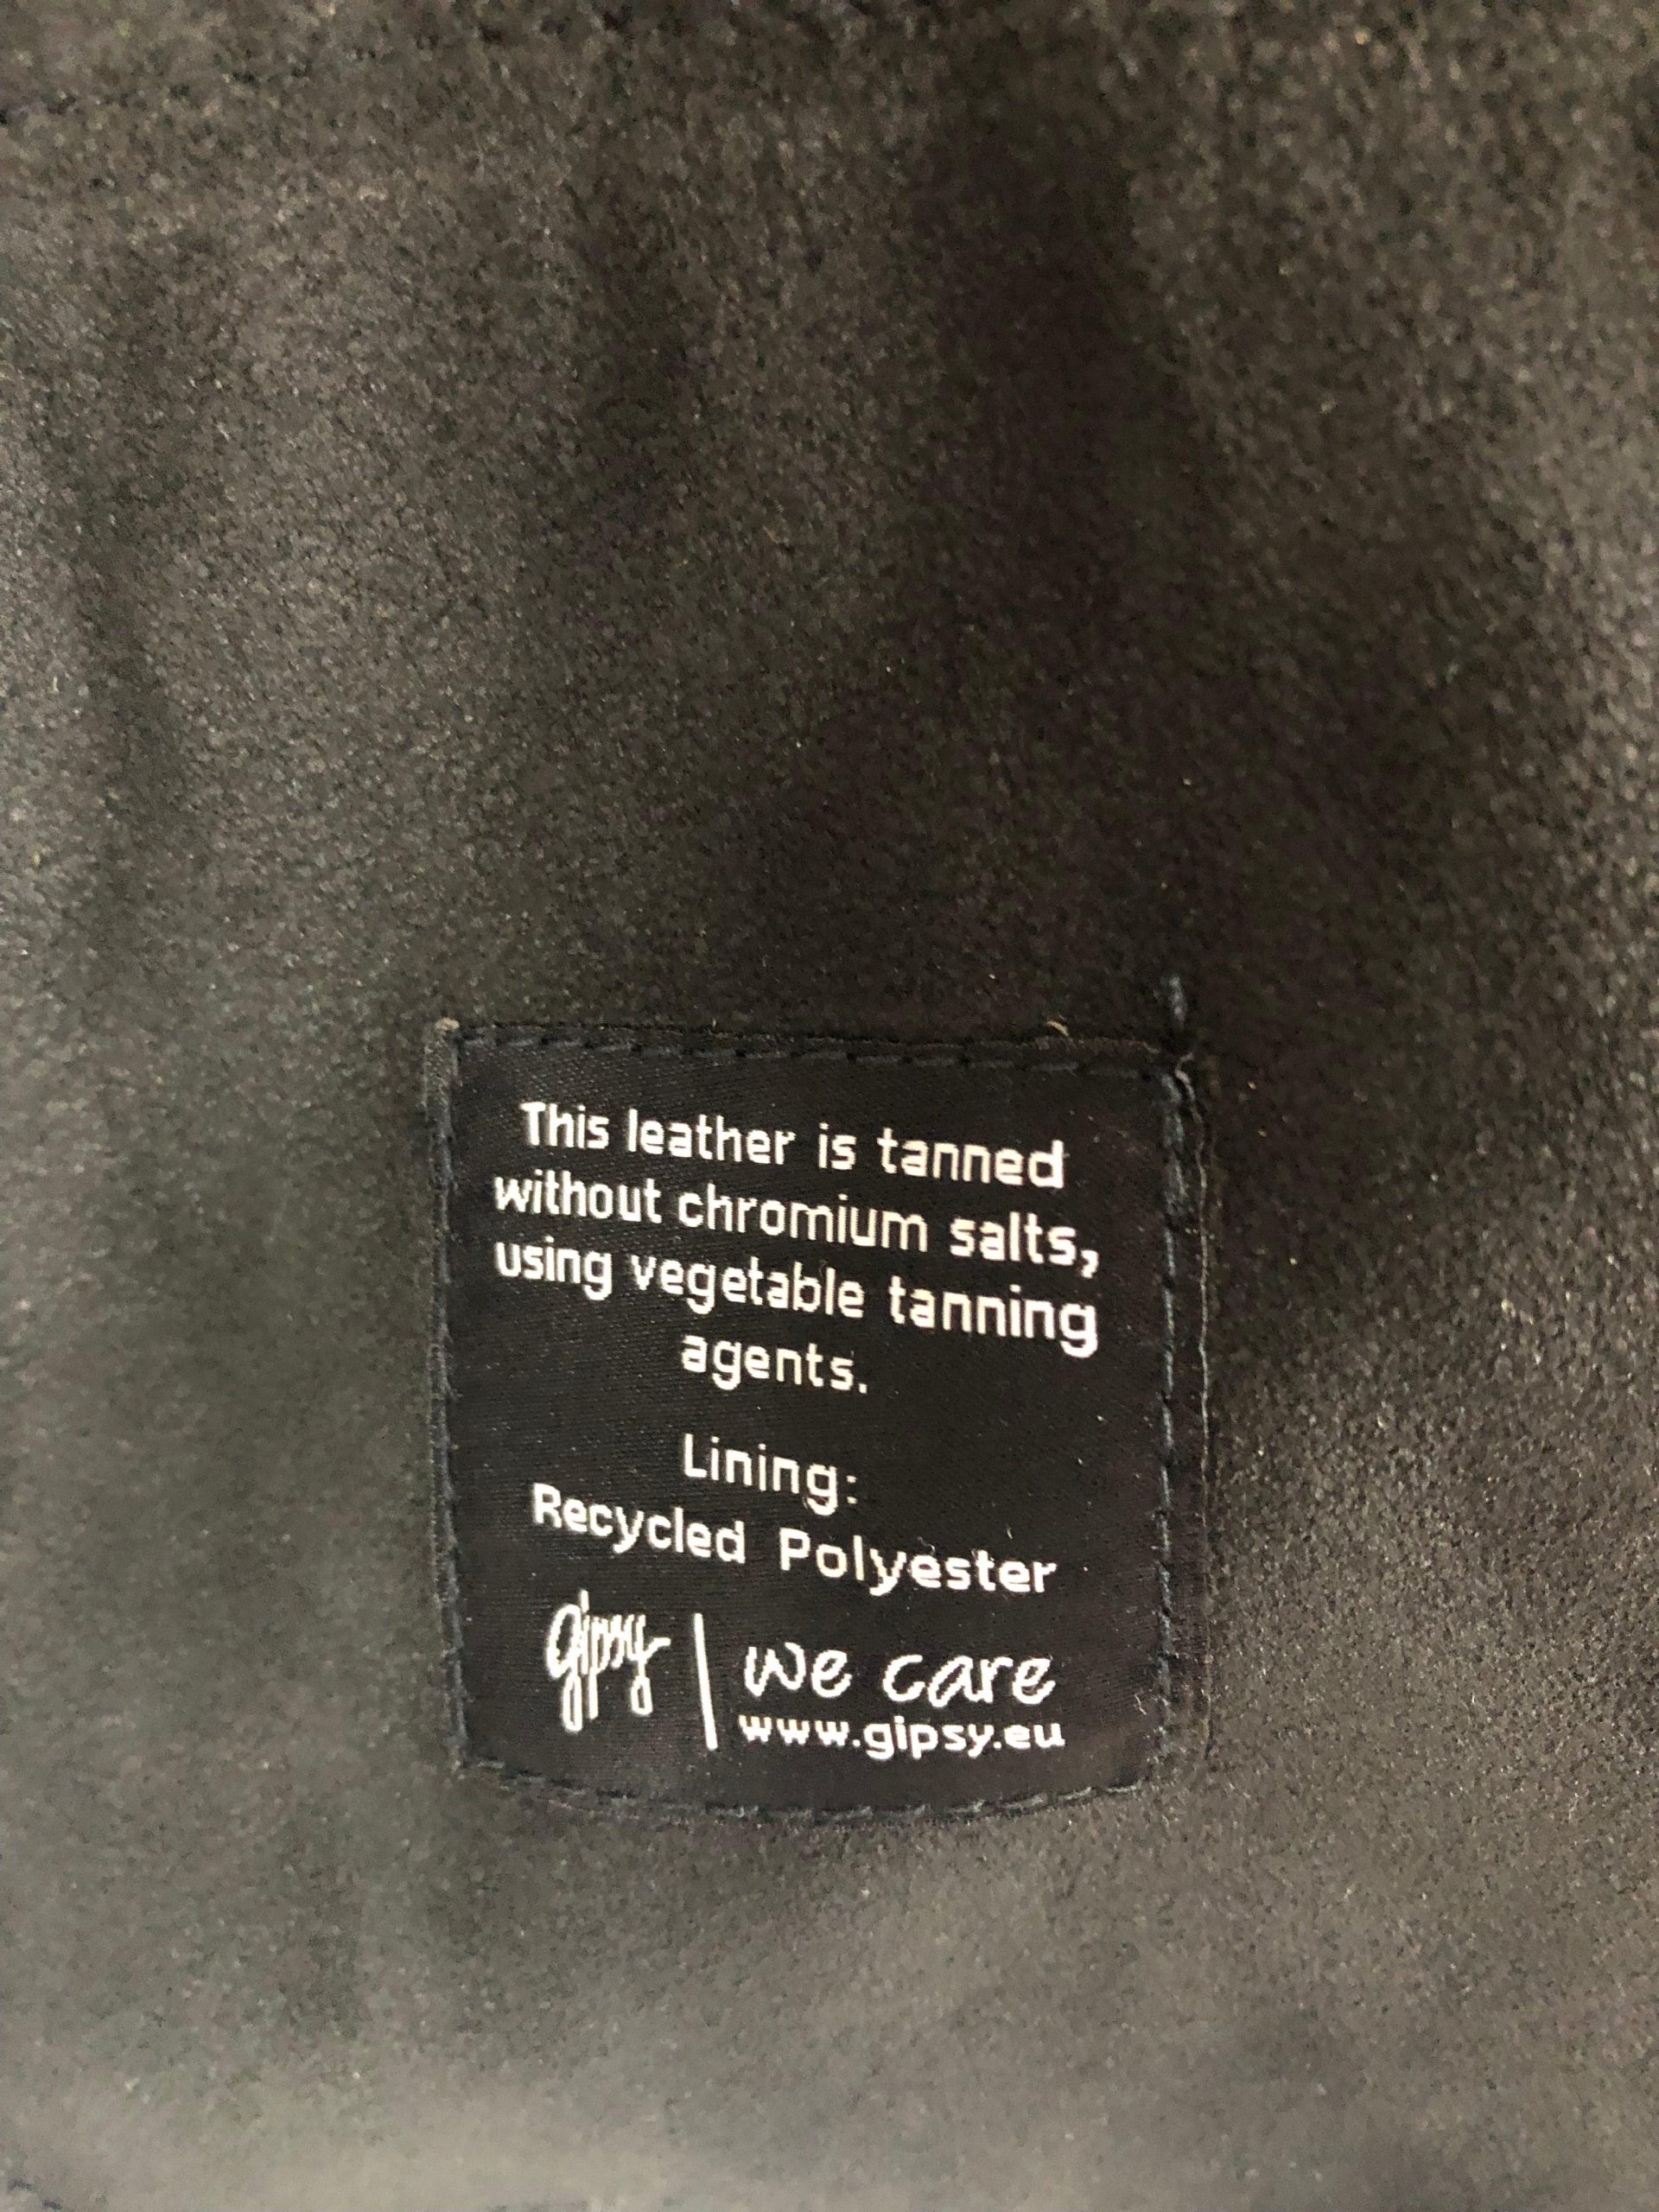 This leather is tanned
without chromium salts,
using vegetable tanning
agents.
Lining:
Recycled Polyester
gipsy | we care
www.gipsy.eu